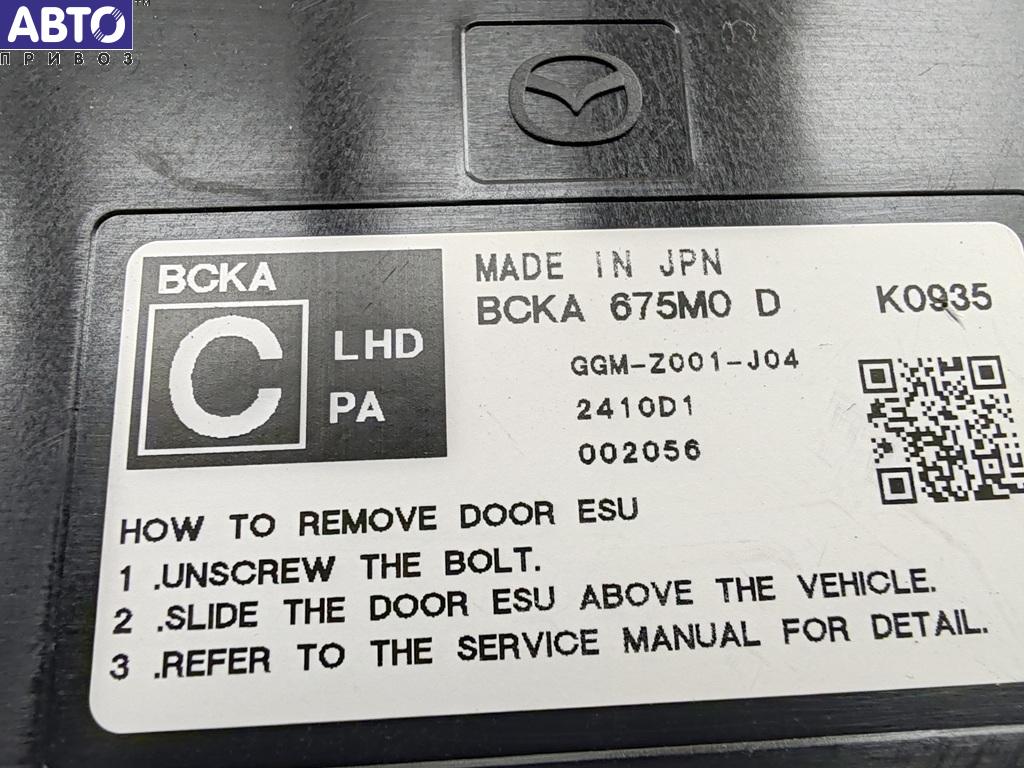 АВТО™
ПРИВОЗ
BCKA
C
LHD
PA
MADE IN JPN
BCKA 675M0 D
K0935
GGM-Z001-J04
2410D1
002056
HOW TO REMOVE DOOR ESU
1 .UNSCREW THE BOLT.
2 .SLIDE THE DOOR ESU ABOVE THE VEHICLE.
3 .REFER TO THE SERVICE MANUAL FOR DETAIL.